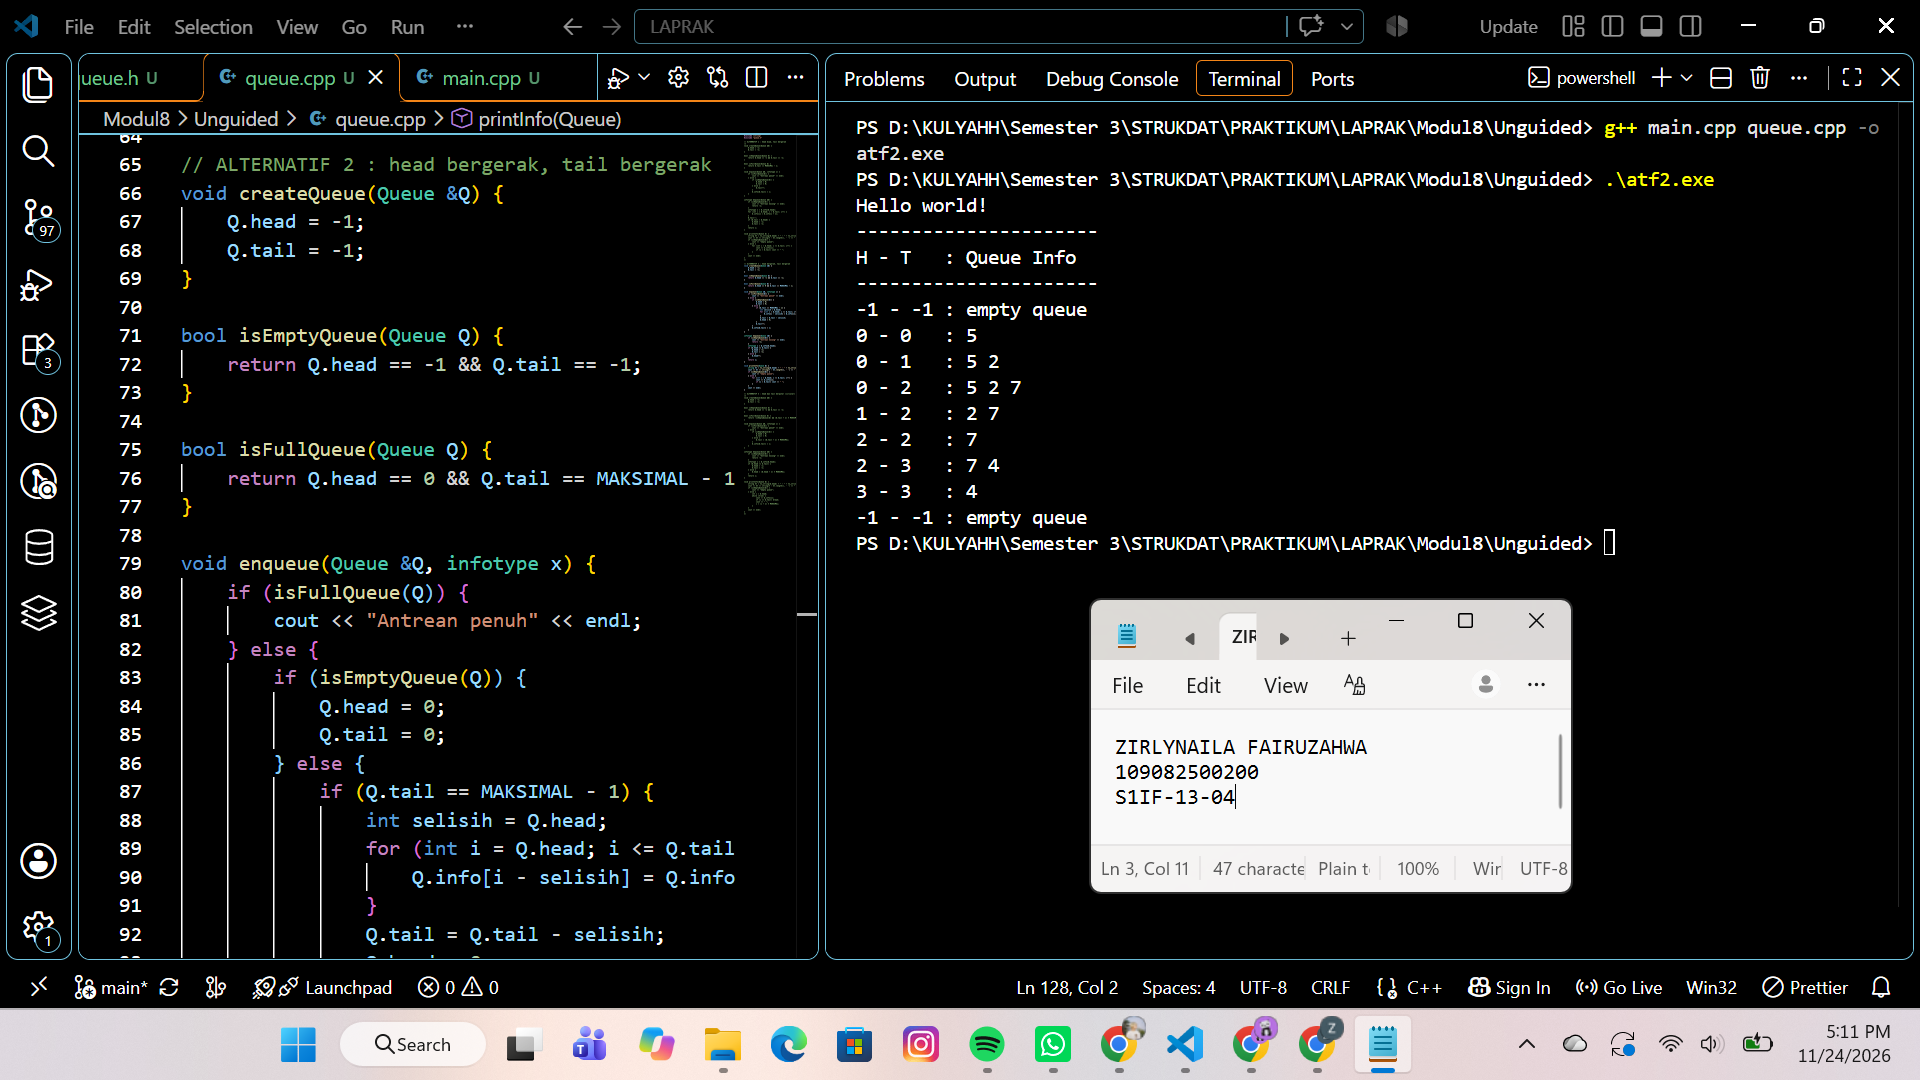 File Edit Selection View Go Run ··· LAPRAK Update
ueue.h U queue.cpp U main.cpp U
Modul8 > Unguided > queue.cpp > printInfo(Queue)
64
65 // ALTERNATIF 2 : head bergerak, tail bergerak
66 void createQueue(Queue &Q) {
67 Q.head = -1;
68 Q.tail = -1;
69 }
70
71 bool isEmptyQueue(Queue Q) {
72 return Q.head == -1 && Q.tail == -1;
73 }
74
75 bool isFullQueue(Queue Q) {
76 return Q.head == 0 && Q.tail == MAKSIMAL - 1
77 }
78
79 void enqueue(Queue &Q, infotype x) {
80 if (isFullQueue(Q)) {
81 cout << "Antrean penuh" << endl;
82 } else {
83 if (isEmptyQueue(Q)) {
84 Q.head = 0;
85 Q.tail = 0;
86 } else {
87 if (Q.tail == MAKSIMAL - 1) {
88 int selisih = Q.head;
89 for (int i = Q.head; i <= Q.tail
90 Q.info[i - selisih] = Q.info
91 }
92 Q.tail = Q.tail - selisih;
Problems Output Debug Console Terminal Ports powershell
PS D:\KULYAHH\Semester 3\STRUKDAT\PRAKTIKUM\LAPRAK\Modul8\Unguided> g++ main.cpp queue.cpp -o
atf2.exe
PS D:\KULYAHH\Semester 3\STRUKDAT\PRAKTIKUM\LAPRAK\Modul8\Unguided> .\atf2.exe
Hello world!
----------------------
H - T : Queue Info
----------------------
-1 - -1 : empty queue
0 - 0 : 5
0 - 1 : 5 2
0 - 2 : 5 2 7
1 - 2 : 2 7
2 - 2 : 7
2 - 3 : 7 4
3 - 3 : 4
-1 - -1 : empty queue
PS D:\KULYAHH\Semester 3\STRUKDAT\PRAKTIKUM\LAPRAK\Modul8\Unguided>
ZIR
File Edit View
ZIRLYNAILA FAIRUZAHWA
109082500200
S1IF-13-04
Ln 3, Col 11 47 characte Plain t 100% Wir UTF-8
97
3
1
main* Launchpad 0 0 Ln 128, Col 2 Spaces: 4 UTF-8 CRLF C++ Sign In Go Live Win32 Prettier
Search
Z
5:11 PM
11/24/2026